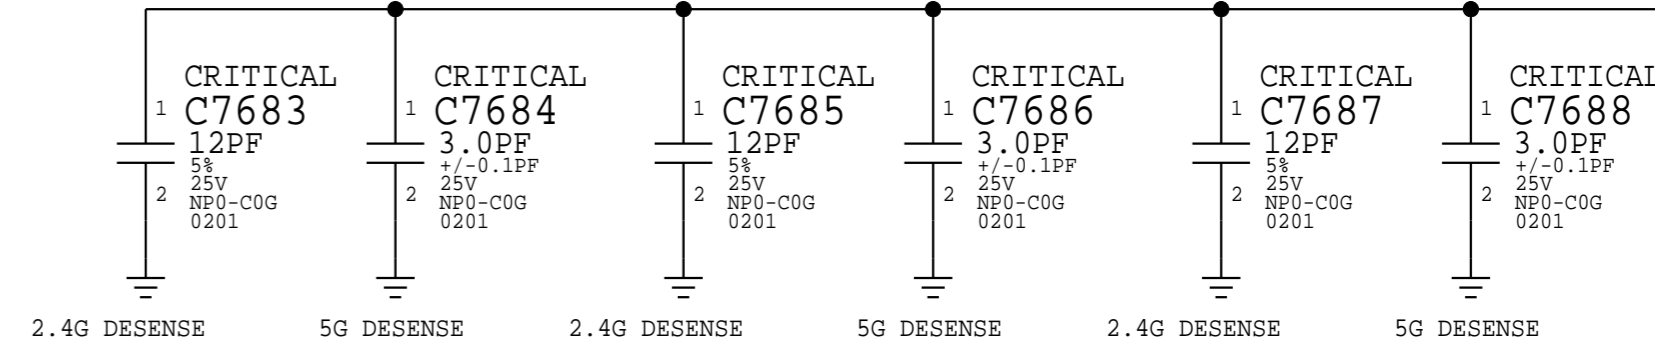 CRITICAL
1 C7683
12PF
5%
25V
2 NP0-C0G
0201
2.4G DESENSE
CRITICAL
1 C7684
3.0PF
+/-0.1PF
25V
2 NP0-C0G
0201
5G DESENSE
CRITICAL
1 C7685
12PF
5%
25V
2 NP0-C0G
0201
2.4G DESENSE
CRITICAL
1 C7686
3.0PF
+/-0.1PF
25V
2 NP0-C0G
0201
5G DESENSE
CRITICAL
1 C7687
12PF
5%
25V
2 NP0-C0G
0201
2.4G DESENSE
CRITICAL
1 C7688
3.0PF
+/-0.1PF
25V
2 NP0-C0G
0201
5G DESENSE